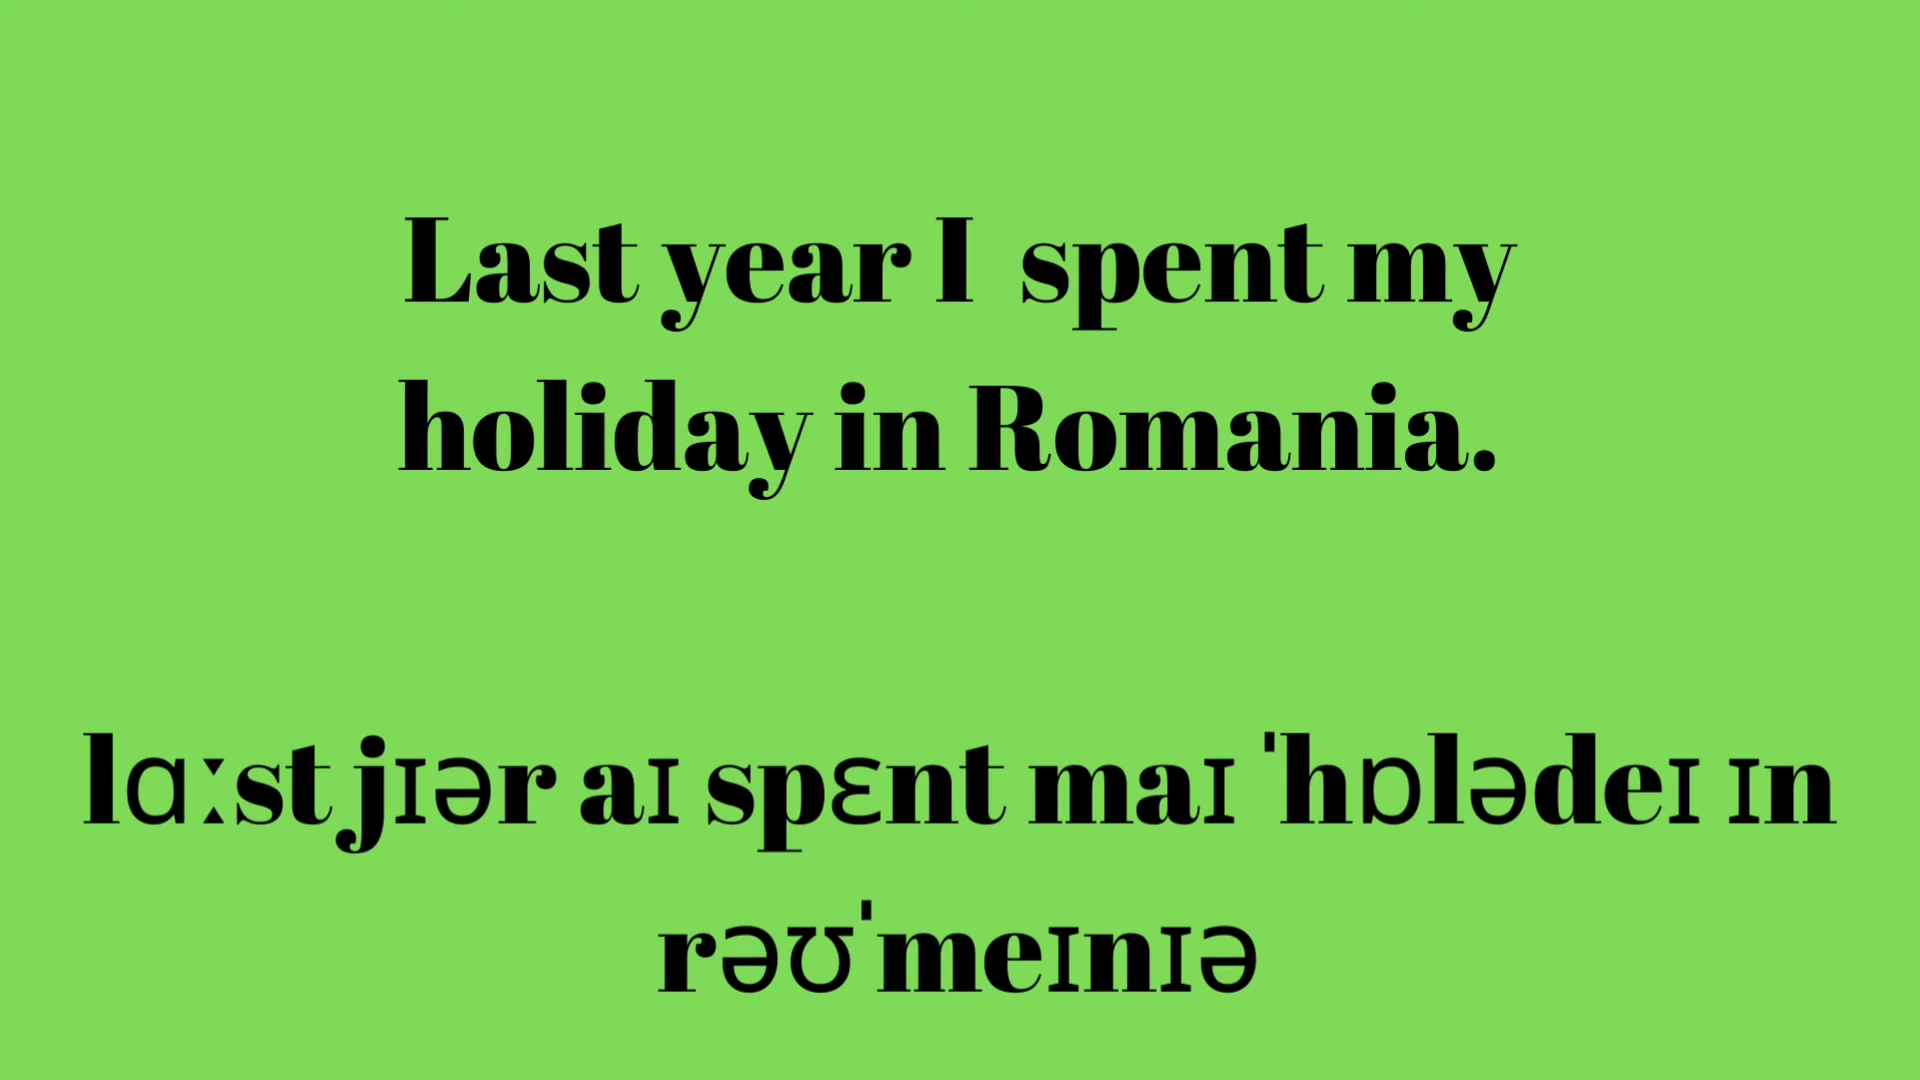 Last year I  spent my
holiday in Romania.
lɑːst jɪər aɪ spɛnt maɪ ˈhɒlədeɪ ɪn
rəʊˈmeɪnɪə